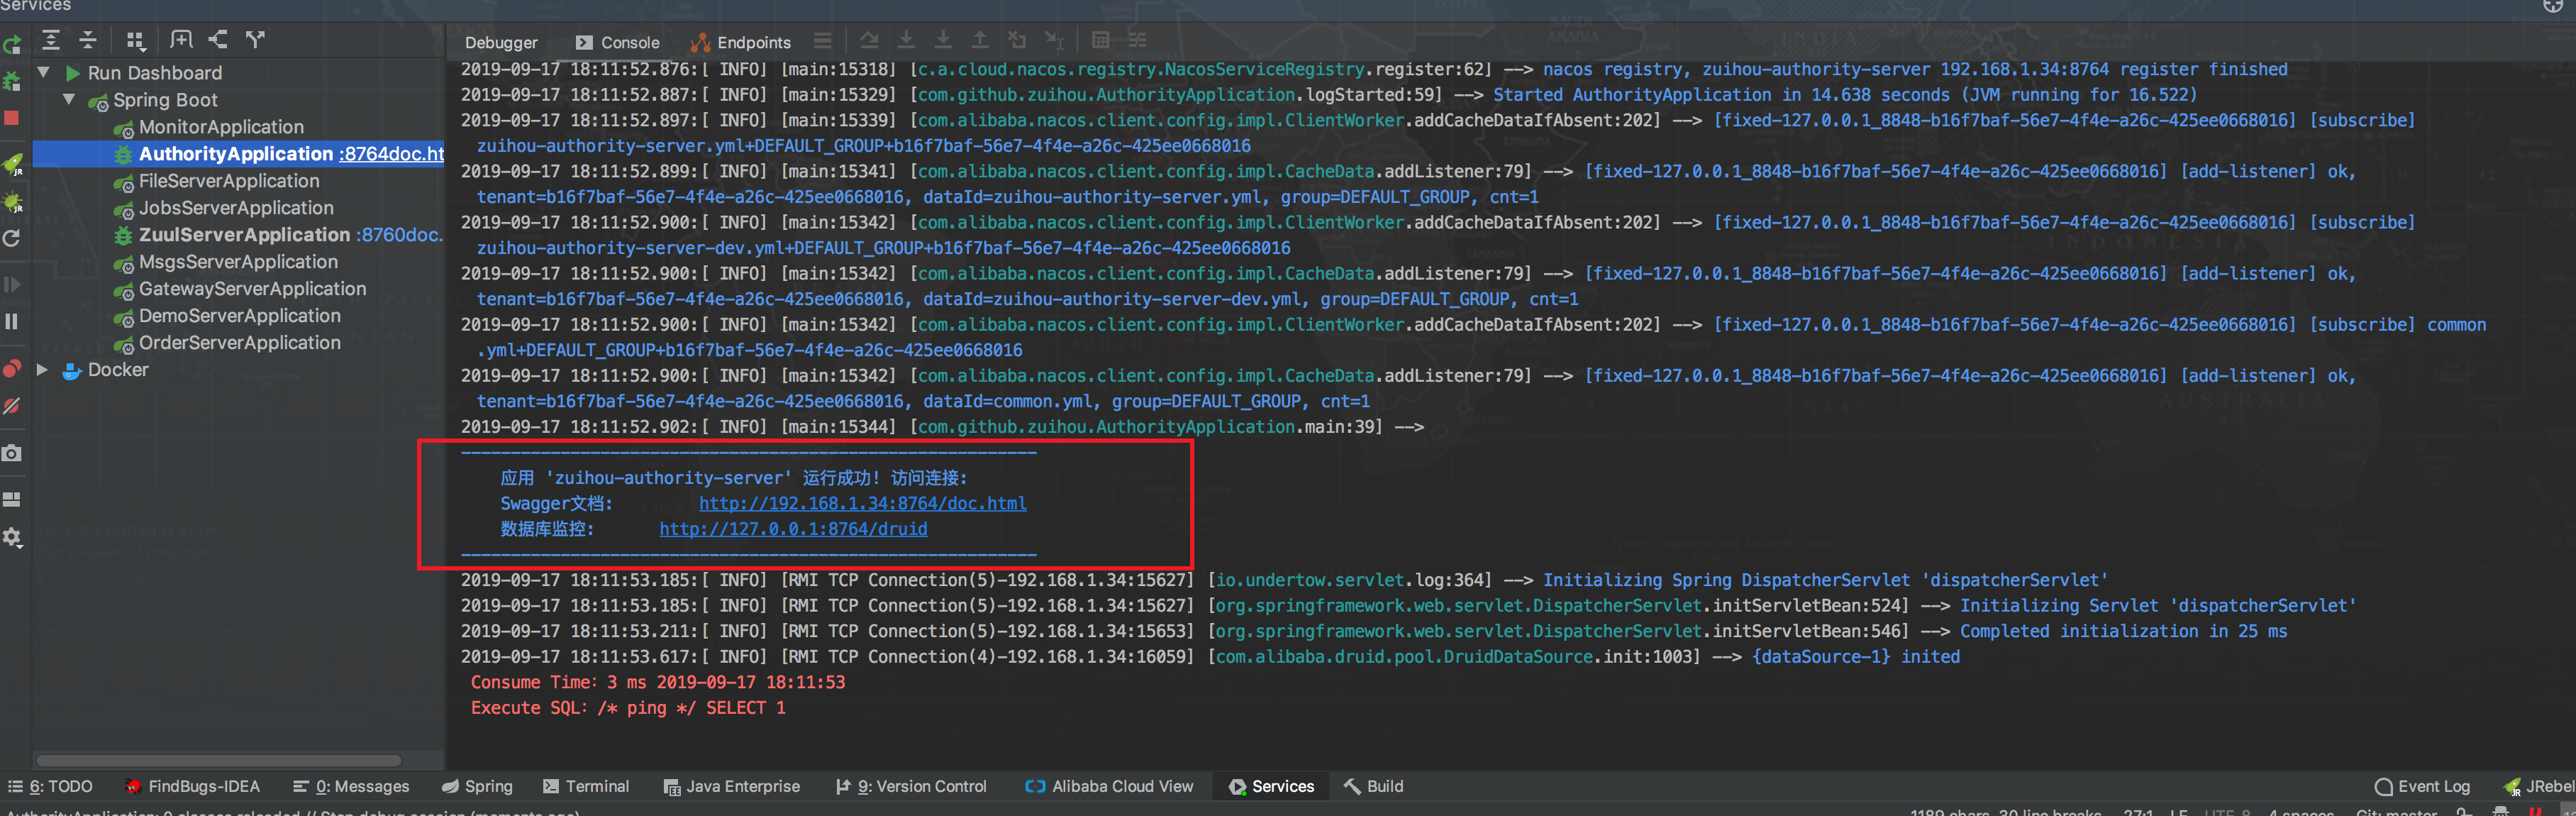 Services
Debugger
Console
Endpoints
Run Dashboard
Spring Boot
MonitorApplication
AuthorityApplication :8764doc.ht
FileServerApplication
JobsServerApplication
ZuulServerApplication :8760doc.
MsgsServerApplication
GatewayServerApplication
DemoServerApplication
OrderServerApplication
Docker
2019-09-17 18:11:52.876:[ INFO] [main:15318] [c.a.cloud.nacos.registry.NacosServiceRegistry.register:62] --> nacos registry, zuihou-authority-server 192.168.1.34:8764 register finished
2019-09-17 18:11:52.887:[ INFO] [main:15329] [com.github.zuihou.AuthorityApplication.logStarted:59] --> Started AuthorityApplication in 14.638 seconds (JVM running for 16.522)
2019-09-17 18:11:52.897:[ INFO] [main:15339] [com.alibaba.nacos.client.config.impl.ClientWorker.addCacheDataIfAbsent:202] --> [fixed-127.0.0.1_8848-b16f7baf-56e7-4f4e-a26c-425ee0668016] [subscribe]
zuihou-authority-server.yml+DEFAULT_GROUP+b16f7baf-56e7-4f4e-a26c-425ee0668016
2019-09-17 18:11:52.899:[ INFO] [main:15341] [com.alibaba.nacos.client.config.impl.CacheData.addListener:79] --> [fixed-127.0.0.1_8848-b16f7baf-56e7-4f4e-a26c-425ee0668016] [add-listener] ok,
tenant=b16f7baf-56e7-4f4e-a26c-425ee0668016, dataId=zuihou-authority-server.yml, group=DEFAULT_GROUP, cnt=1
2019-09-17 18:11:52.900:[ INFO] [main:15342] [com.alibaba.nacos.client.config.impl.ClientWorker.addCacheDataIfAbsent:202] --> [fixed-127.0.0.1_8848-b16f7baf-56e7-4f4e-a26c-425ee0668016] [subscribe]
zuihou-authority-server-dev.yml+DEFAULT_GROUP+b16f7baf-56e7-4f4e-a26c-425ee0668016
2019-09-17 18:11:52.900:[ INFO] [main:15342] [com.alibaba.nacos.client.config.impl.CacheData.addListener:79] --> [fixed-127.0.0.1_8848-b16f7baf-56e7-4f4e-a26c-425ee0668016] [add-listener] ok,
tenant=b16f7baf-56e7-4f4e-a26c-425ee0668016, dataId=zuihou-authority-server-dev.yml, group=DEFAULT_GROUP, cnt=1
2019-09-17 18:11:52.900:[ INFO] [main:15342] [com.alibaba.nacos.client.config.impl.ClientWorker.addCacheDataIfAbsent:202] --> [fixed-127.0.0.1_8848-b16f7baf-56e7-4f4e-a26c-425ee0668016] [subscribe] common
.yml+DEFAULT_GROUP+b16f7baf-56e7-4f4e-a26c-425ee0668016
2019-09-17 18:11:52.900:[ INFO] [main:15342] [com.alibaba.nacos.client.config.impl.CacheData.addListener:79] --> [fixed-127.0.0.1_8848-b16f7baf-56e7-4f4e-a26c-425ee0668016] [add-listener] ok,
tenant=b16f7baf-56e7-4f4e-a26c-425ee0668016, dataId=common.yml, group=DEFAULT_GROUP, cnt=1
2019-09-17 18:11:52.902:[ INFO] [main:15344] [com.github.zuihou.AuthorityApplication.main:39] -->
----------------------------------------------------------
应用 'zuihou-authority-server' 运行成功! 访问连接:
Swagger文档: http://192.168.1.34:8764/doc.html
数据库监控: http://127.0.0.1:8764/druid
----------------------------------------------------------
2019-09-17 18:11:53.185:[ INFO] [RMI TCP Connection(5)-192.168.1.34:15627] [io.undertow.servlet.log:364] --> Initializing Spring DispatcherServlet 'dispatcherServlet'
2019-09-17 18:11:53.185:[ INFO] [RMI TCP Connection(5)-192.168.1.34:15627] [org.springframework.web.servlet.DispatcherServlet.initServletBean:524] --> Initializing Servlet 'dispatcherServlet'
2019-09-17 18:11:53.211:[ INFO] [RMI TCP Connection(5)-192.168.1.34:15653] [org.springframework.web.servlet.DispatcherServlet.initServletBean:546] --> Completed initialization in 25 ms
2019-09-17 18:11:53.617:[ INFO] [RMI TCP Connection(4)-192.168.1.34:16059] [com.alibaba.druid.pool.DruidDataSource.init:1003] --> {dataSource-1} inited
Consume Time: 3 ms 2019-09-17 18:11:53
Execute SQL: /* ping */ SELECT 1
6: TODO
FindBugs-IDEA
0: Messages
Spring
Terminal
Java Enterprise
9: Version Control
Alibaba Cloud View
Services
Build
Event Log
JRebel